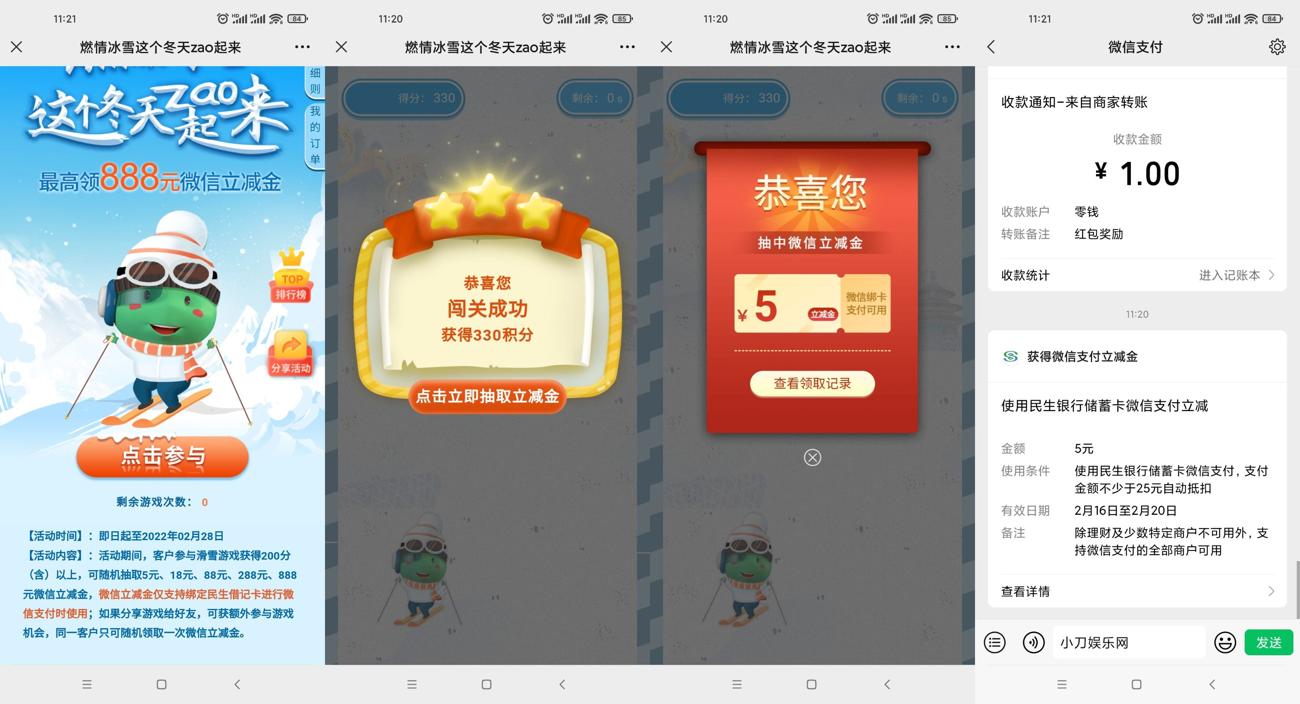 11:21
84
燃情冰雪这个冬天zao起来
细则
我的订单
这个冬天zao起来
最高领888元微信立减金
TOP
排行榜
分享活动
点击参与
剩余游戏次数: 0
【活动时间】: 即日起至2022年02月28日
【活动内容】: 活动期间, 客户参与滑雪游戏获得200分
(含) 以上, 可随机抽取5元、18元、88元、288元、888
元微信立减金, 微信立减金仅支持绑定民生借记卡进行微
信支付时使用; 如果分享游戏给好友, 可获额外参与游戏
机会, 同一客户只可随机领取一次微信立减金。
11:20
85
燃情冰雪这个冬天zao起来
得分: 330
剩余: 0 s
恭喜您
闯关成功
获得330积分
点击立即抽取立减金
11:20
85
燃情冰雪这个冬天zao起来
得分: 330
剩余: 0 s
恭喜您
抽中微信立减金
¥ 5
立减金
微信绑卡
支付可用
查看领取记录
11:21
84
微信支付
收款通知-来自商家转账
收款金额
¥ 1.00
收款账户 零钱
转账备注 红包奖励
收款统计 进入记账本
11:20
获得微信支付立减金
使用民生银行储蓄卡微信支付立减
金额 5元
使用条件 使用民生银行储蓄卡微信支付, 支付
金额不少于25元自动抵扣
有效日期 2月16日至2月20日
备注 除理财及少数特定商户不可用外, 支
持微信支付的全部商户可用
查看详情
小刀娱乐网
发送